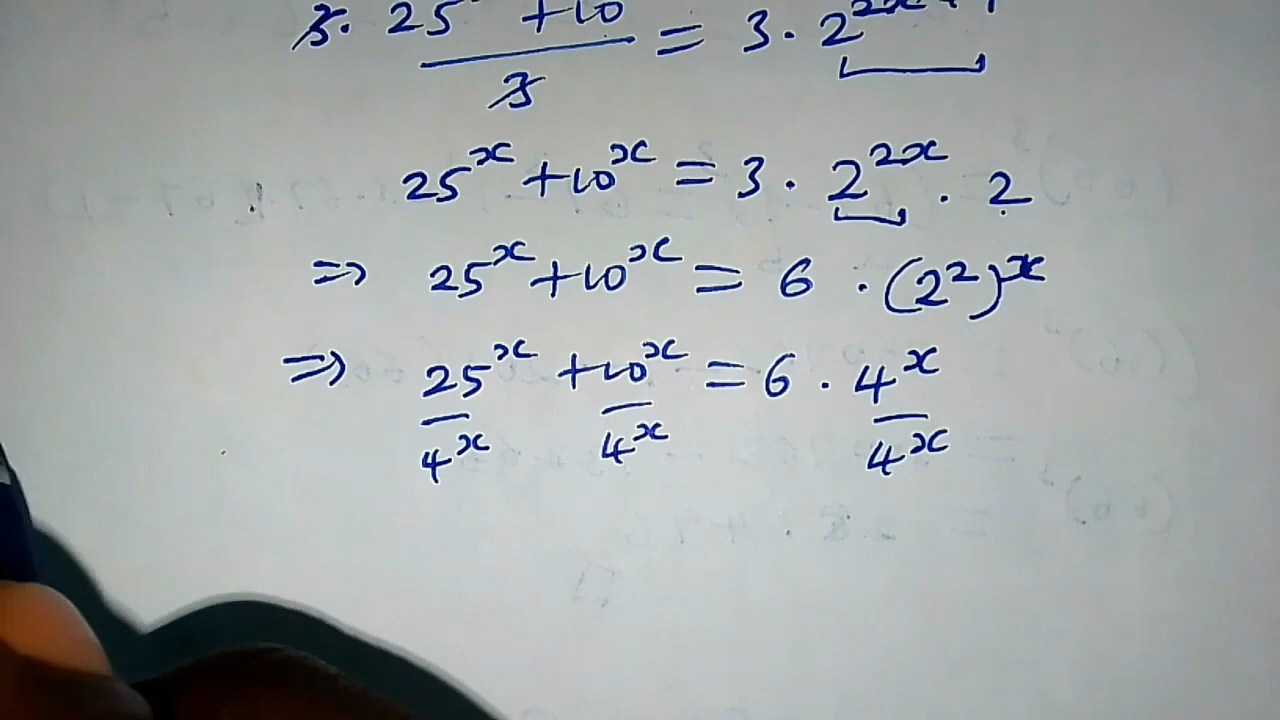 3. 25 + 10 / 3 = 3 . 2^2x+1
25^x + 10^x = 3 . 2^2x . 2
=> 25^x + 10^x = 6 . (2^2)^x
=> 25^x / 4^x + 10^x / 4^x = 6 . 4^x / 4^x